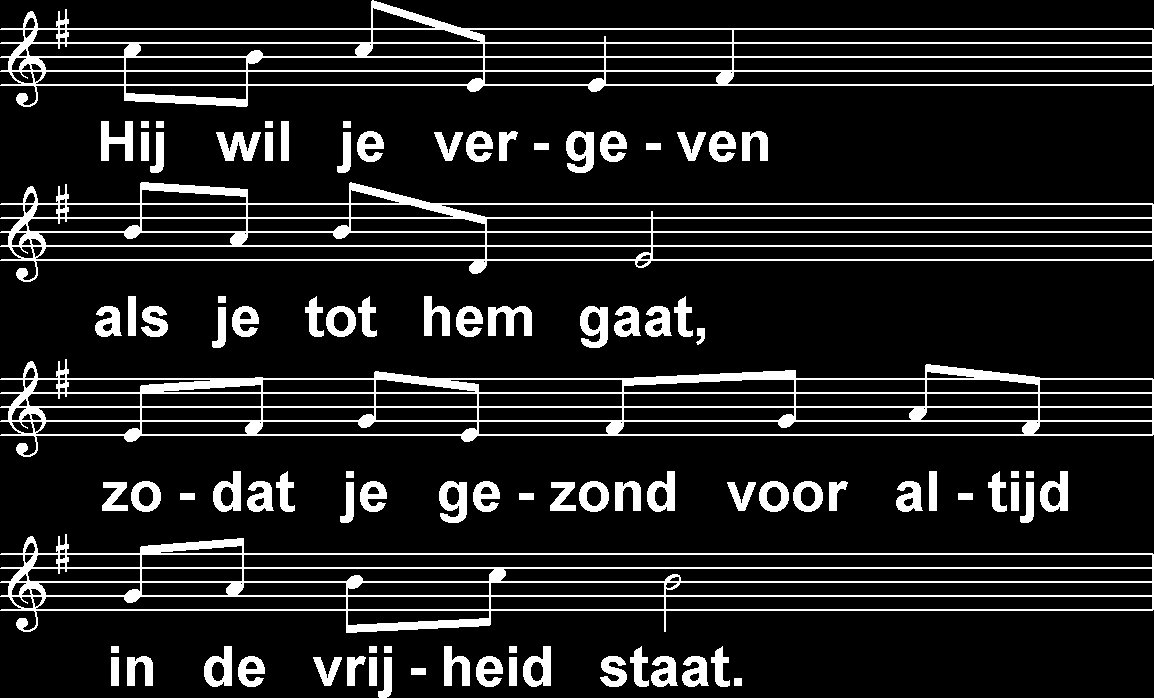 Hij wil je ver - ge - ven
als je tot hem gaat,
zo - dat je ge - zond voor al - tijd
in de vrij - heid staat.